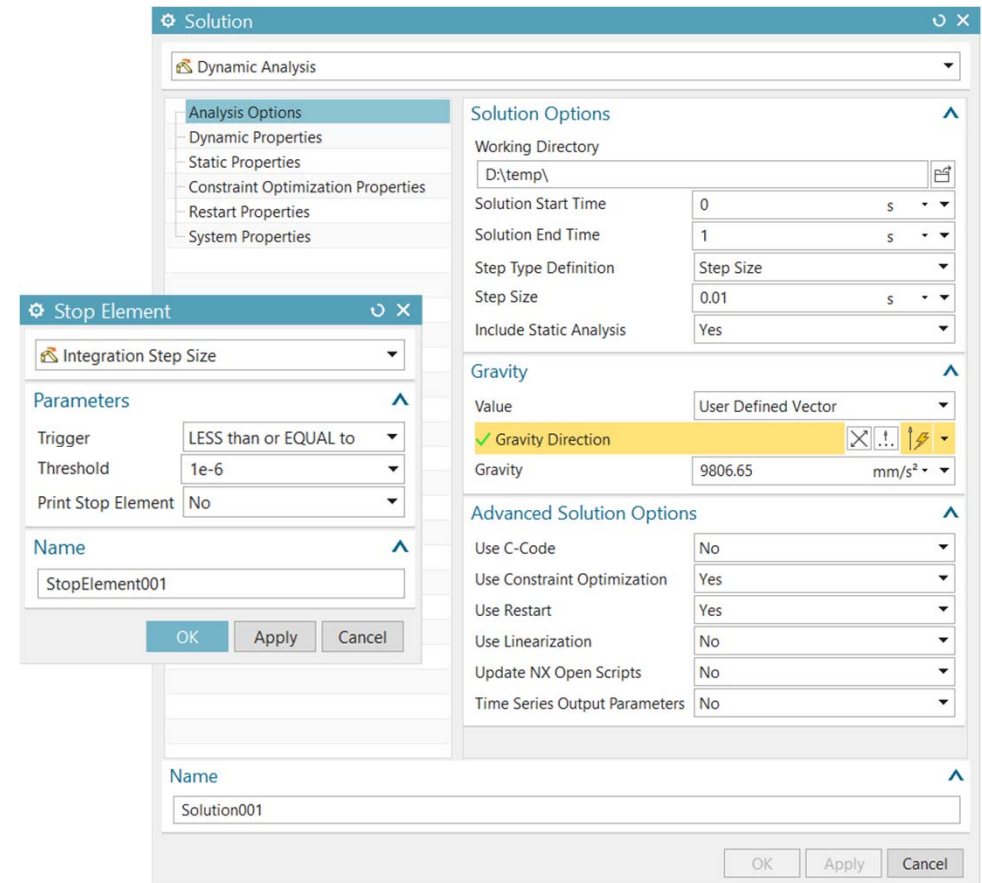 Solution
Dynamic Analysis
Analysis Options
Dynamic Properties
Static Properties
Constraint Optimization Properties
Restart Properties
System Properties
Solution Options
Working Directory
D:\temp\
Solution Start Time 0 s
Solution End Time 1 s
Step Type Definition Step Size
Step Size 0.01 s
Include Static Analysis Yes
Gravity
Value User Defined Vector
Gravity Direction
Gravity 9806.65 mm/s²
Advanced Solution Options
Use C-Code No
Use Constraint Optimization Yes
Use Restart Yes
Use Linearization No
Update NX Open Scripts No
Time Series Output Parameters No
Name
Solution001
OK Apply Cancel
Stop Element
Integration Step Size
Parameters
Trigger LESS than or EQUAL to
Threshold 1e-6
Print Stop Element No
Name
StopElement001
OK Apply Cancel